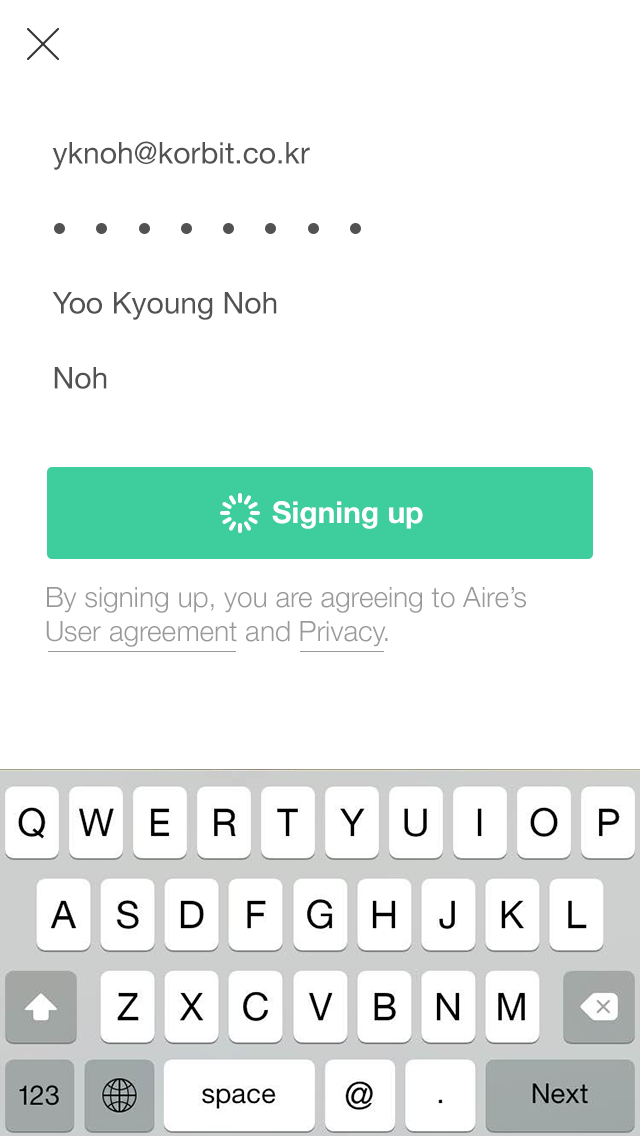 yknoh@korbit.co.kr
• • • • • • • •
Yoo Kyoung Noh
Noh
Signing up
By signing up, you are agreeing to Aire’s
User agreement and Privacy.
Q W E R T Y U I O P
A S D F G H J K L
Z X C V B N M
123 space @ . Next